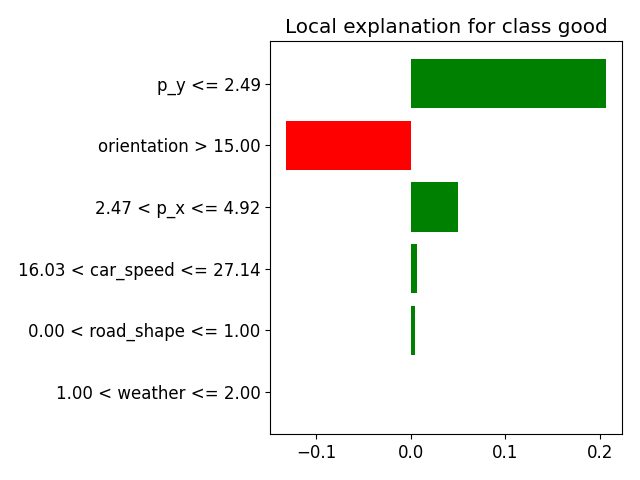 Local explanation for class good
p_y <= 2.49
orientation > 15.00
2.47 < p_x <= 4.92
16.03 < car_speed <= 27.14
0.00 < road_shape <= 1.00
1.00 < weather <= 2.00
−0.1 0.0 0.1 0.2